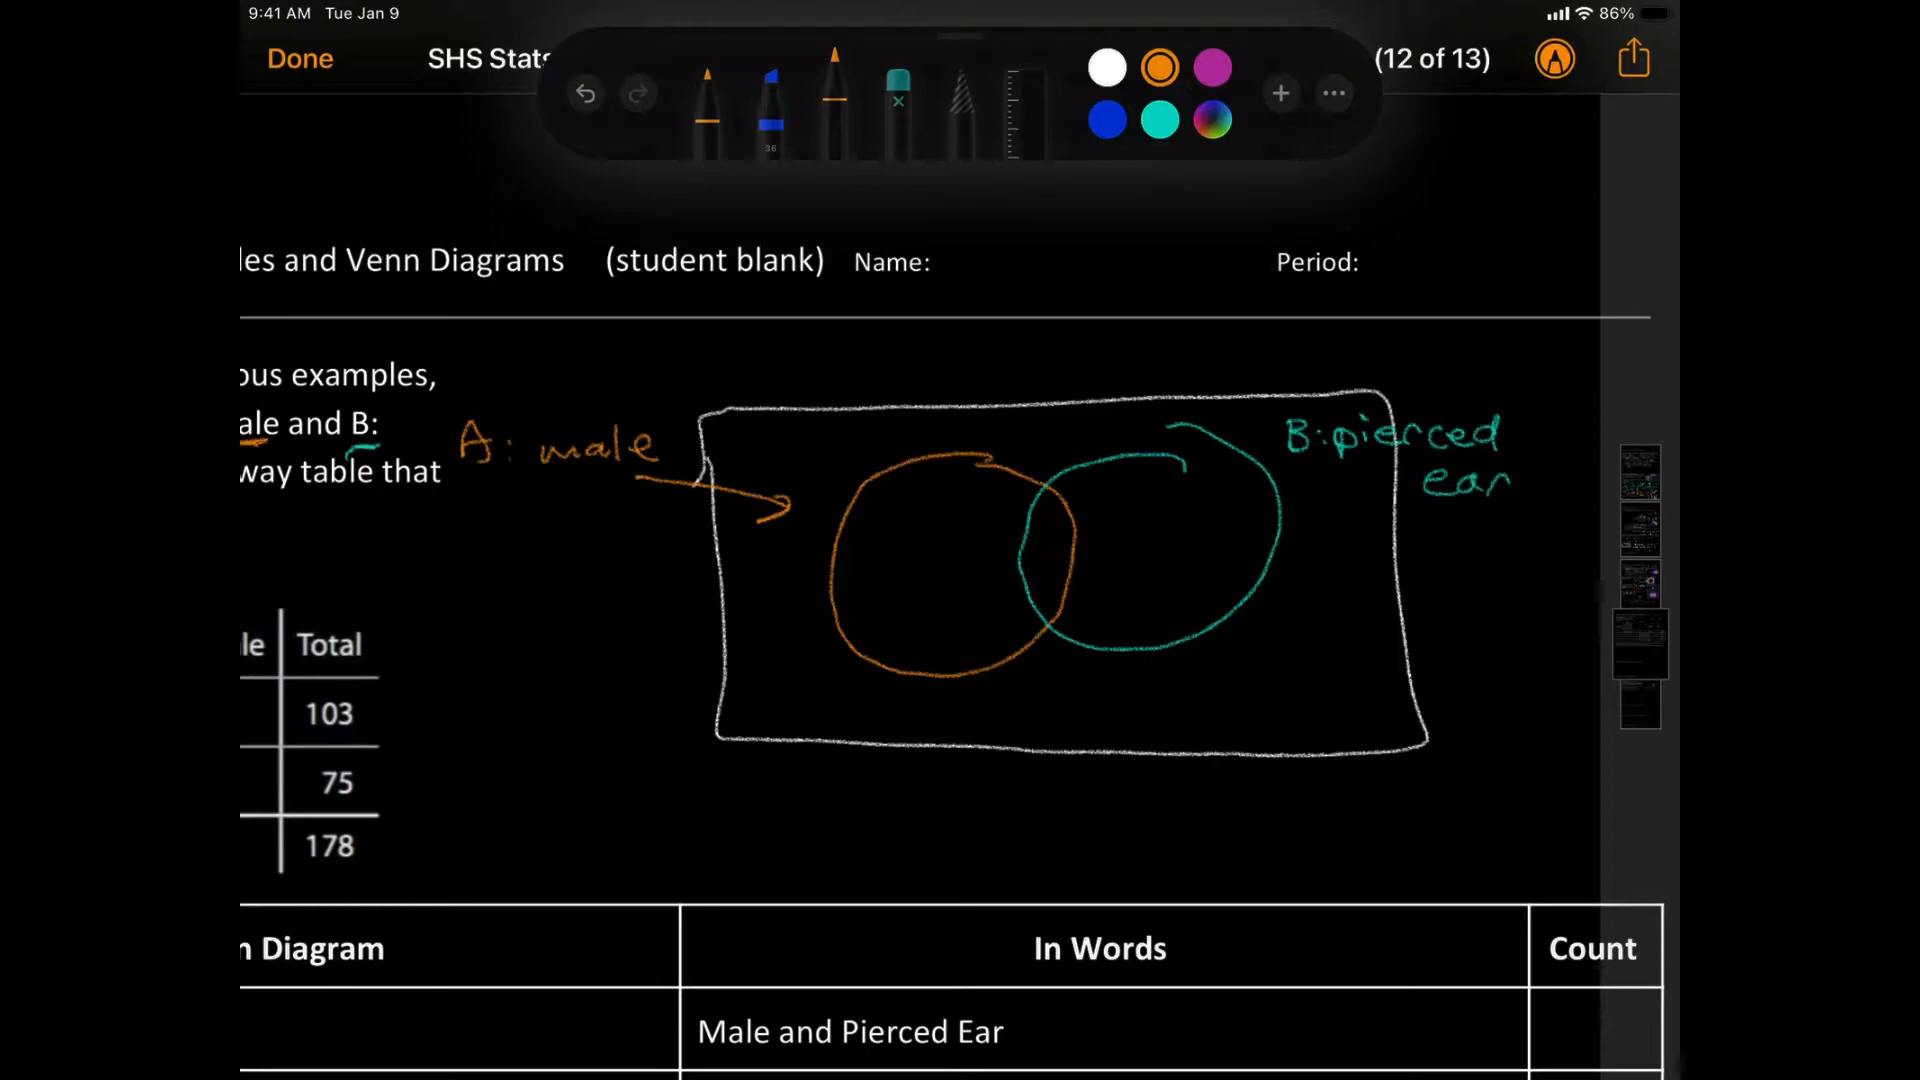 9:41 AM Tue Jan 9
86%
Done
SHS Stats
(12 of 13)
36
les and Venn Diagrams (student blank) Name: Period:
ous examples,
ale and B:
way table that
A: male
B: pierced
ear
le Total
103
75
178
n Diagram In Words Count
Male and Pierced Ear